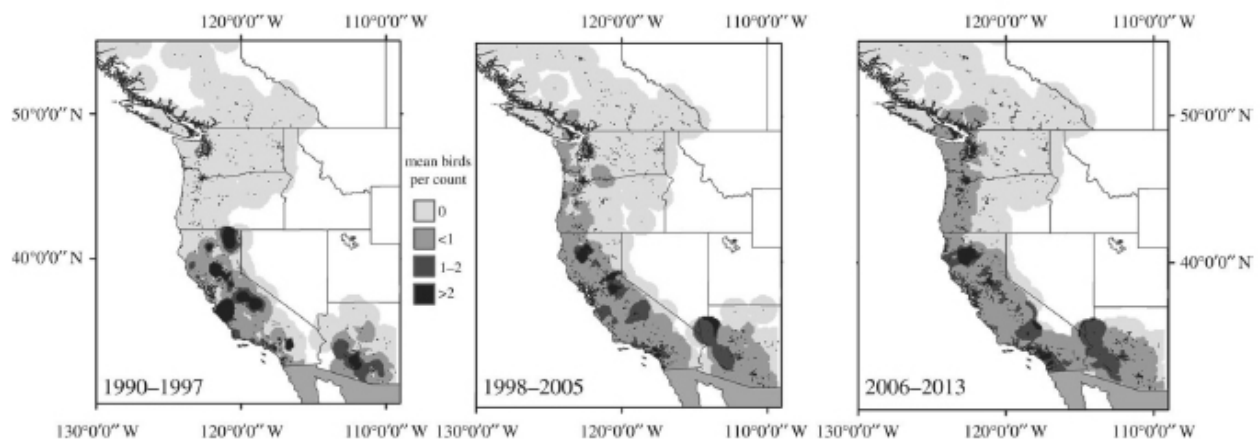 120°0′0″ W 110°0′0″ W 120°0′0″ W 110°0′0″ W 120°0′0″ W 110°0′0″ W
50°0′0″ N
50°0′0″ N
mean birds
per count
0
<1
1–2
>2
40°0′0″ N
40°0′0″ N
1990–1997
1998–2005
2006–2013
130°0′0″ W 120°0′0″ W 110°0′0″ W 130°0′0″ W 120°0′0″ W 110°0′0″ W 130°0′0″ W 120°0′0″ W 110°0′0″ W